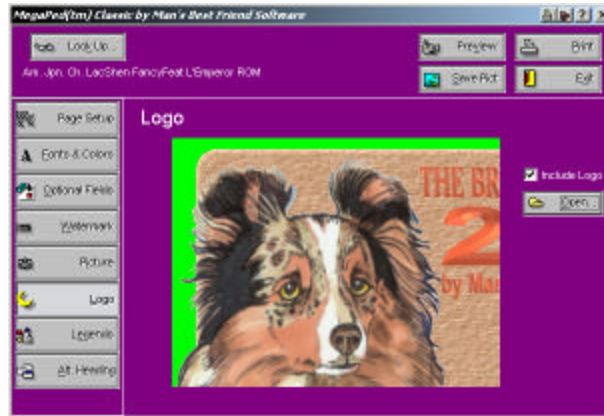 MegaPed(tm) Classic by Man's Best Friend Software
Look Up...
Preview
Print
Am. Jpn. Ch. LacShen FancyFeat L'Emperor ROM
Save Plot
Exit
Page Setup
Logo
Fonts & Colors
Optional Fields
Watermark
Picture
Logo
Legends
Alt. Heading
THE BR
2
by Ma
Include Logo
Open...